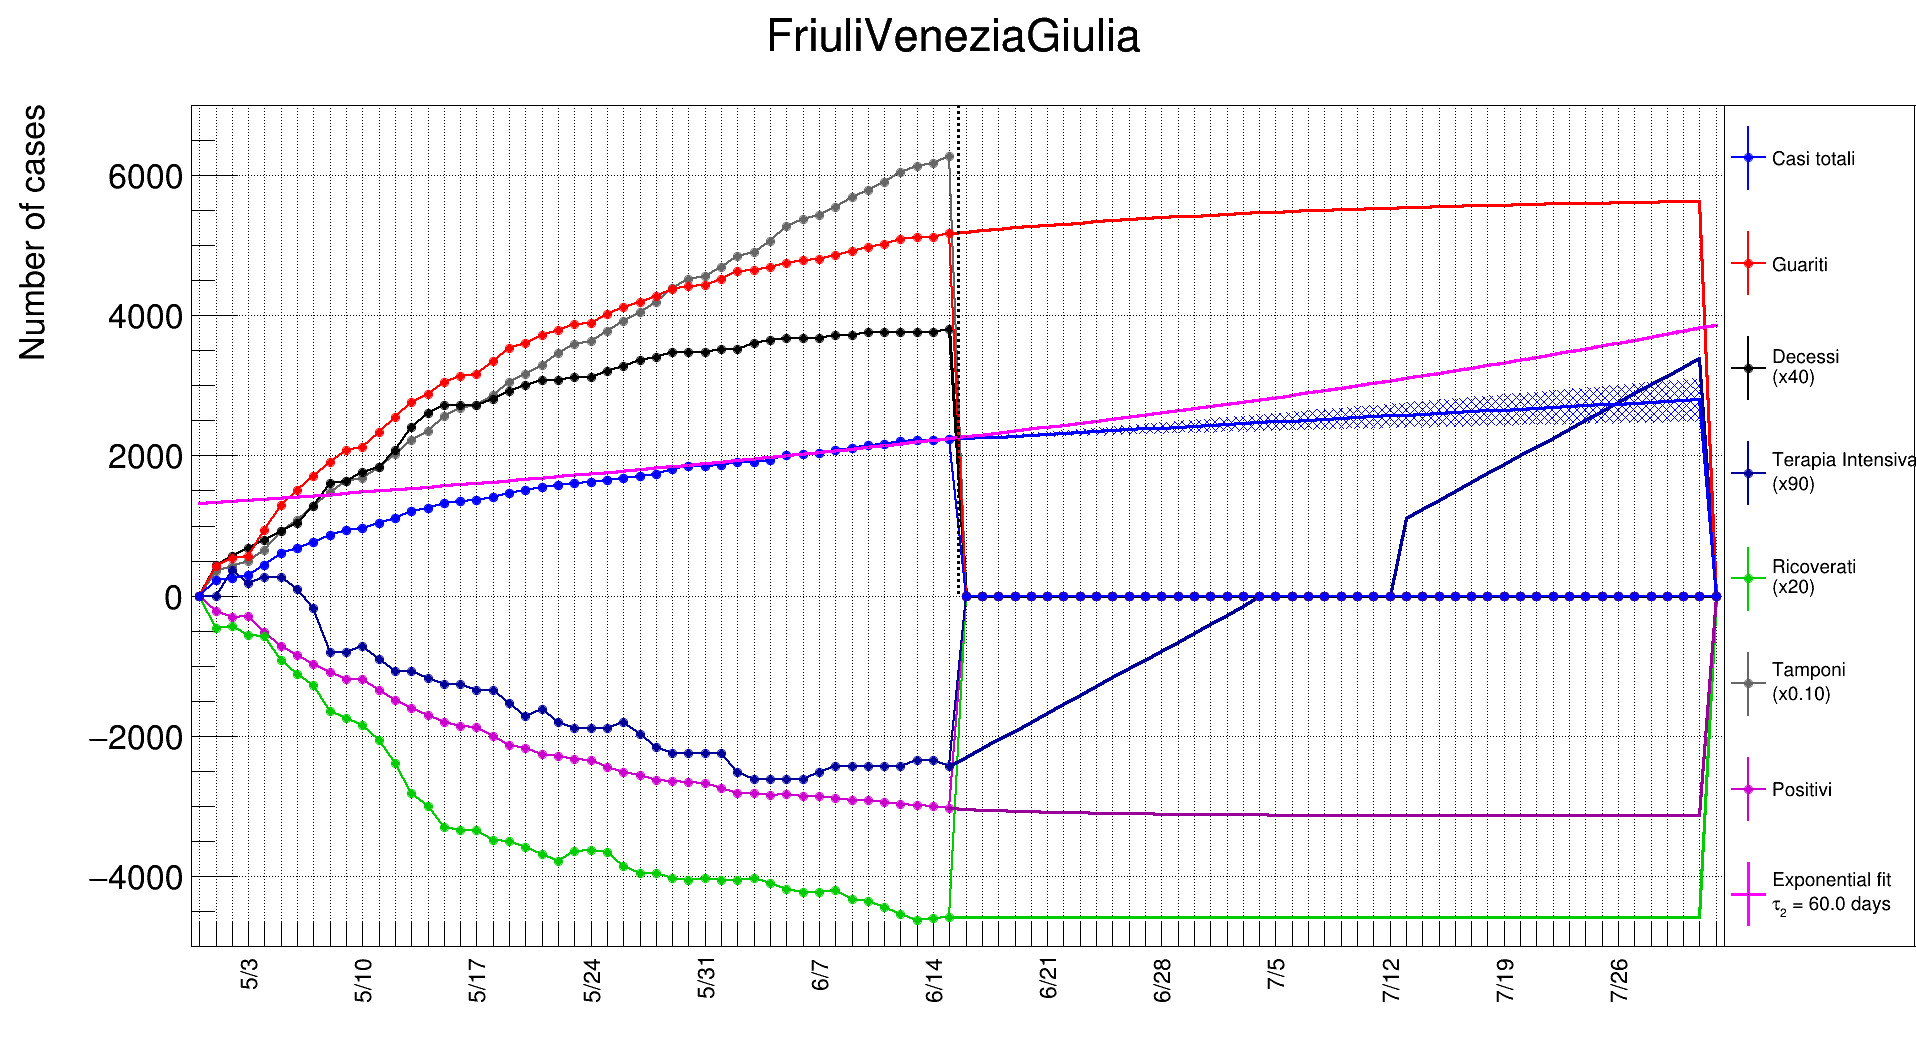 FriuliVeneziaGiulia
Number of cases
6000
4000
2000
0
−2000
−4000
5/3
5/10
5/17
5/24
5/31
6/7
6/14
6/21
6/28
7/5
7/12
7/19
7/26
Casi totali
Guariti
Decessi
(x40)
Terapia Intensiva
(x90)
Ricoverati
(x20)
Tamponi
(x0.10)
Positivi
Exponential fit
τ2 = 60.0 days